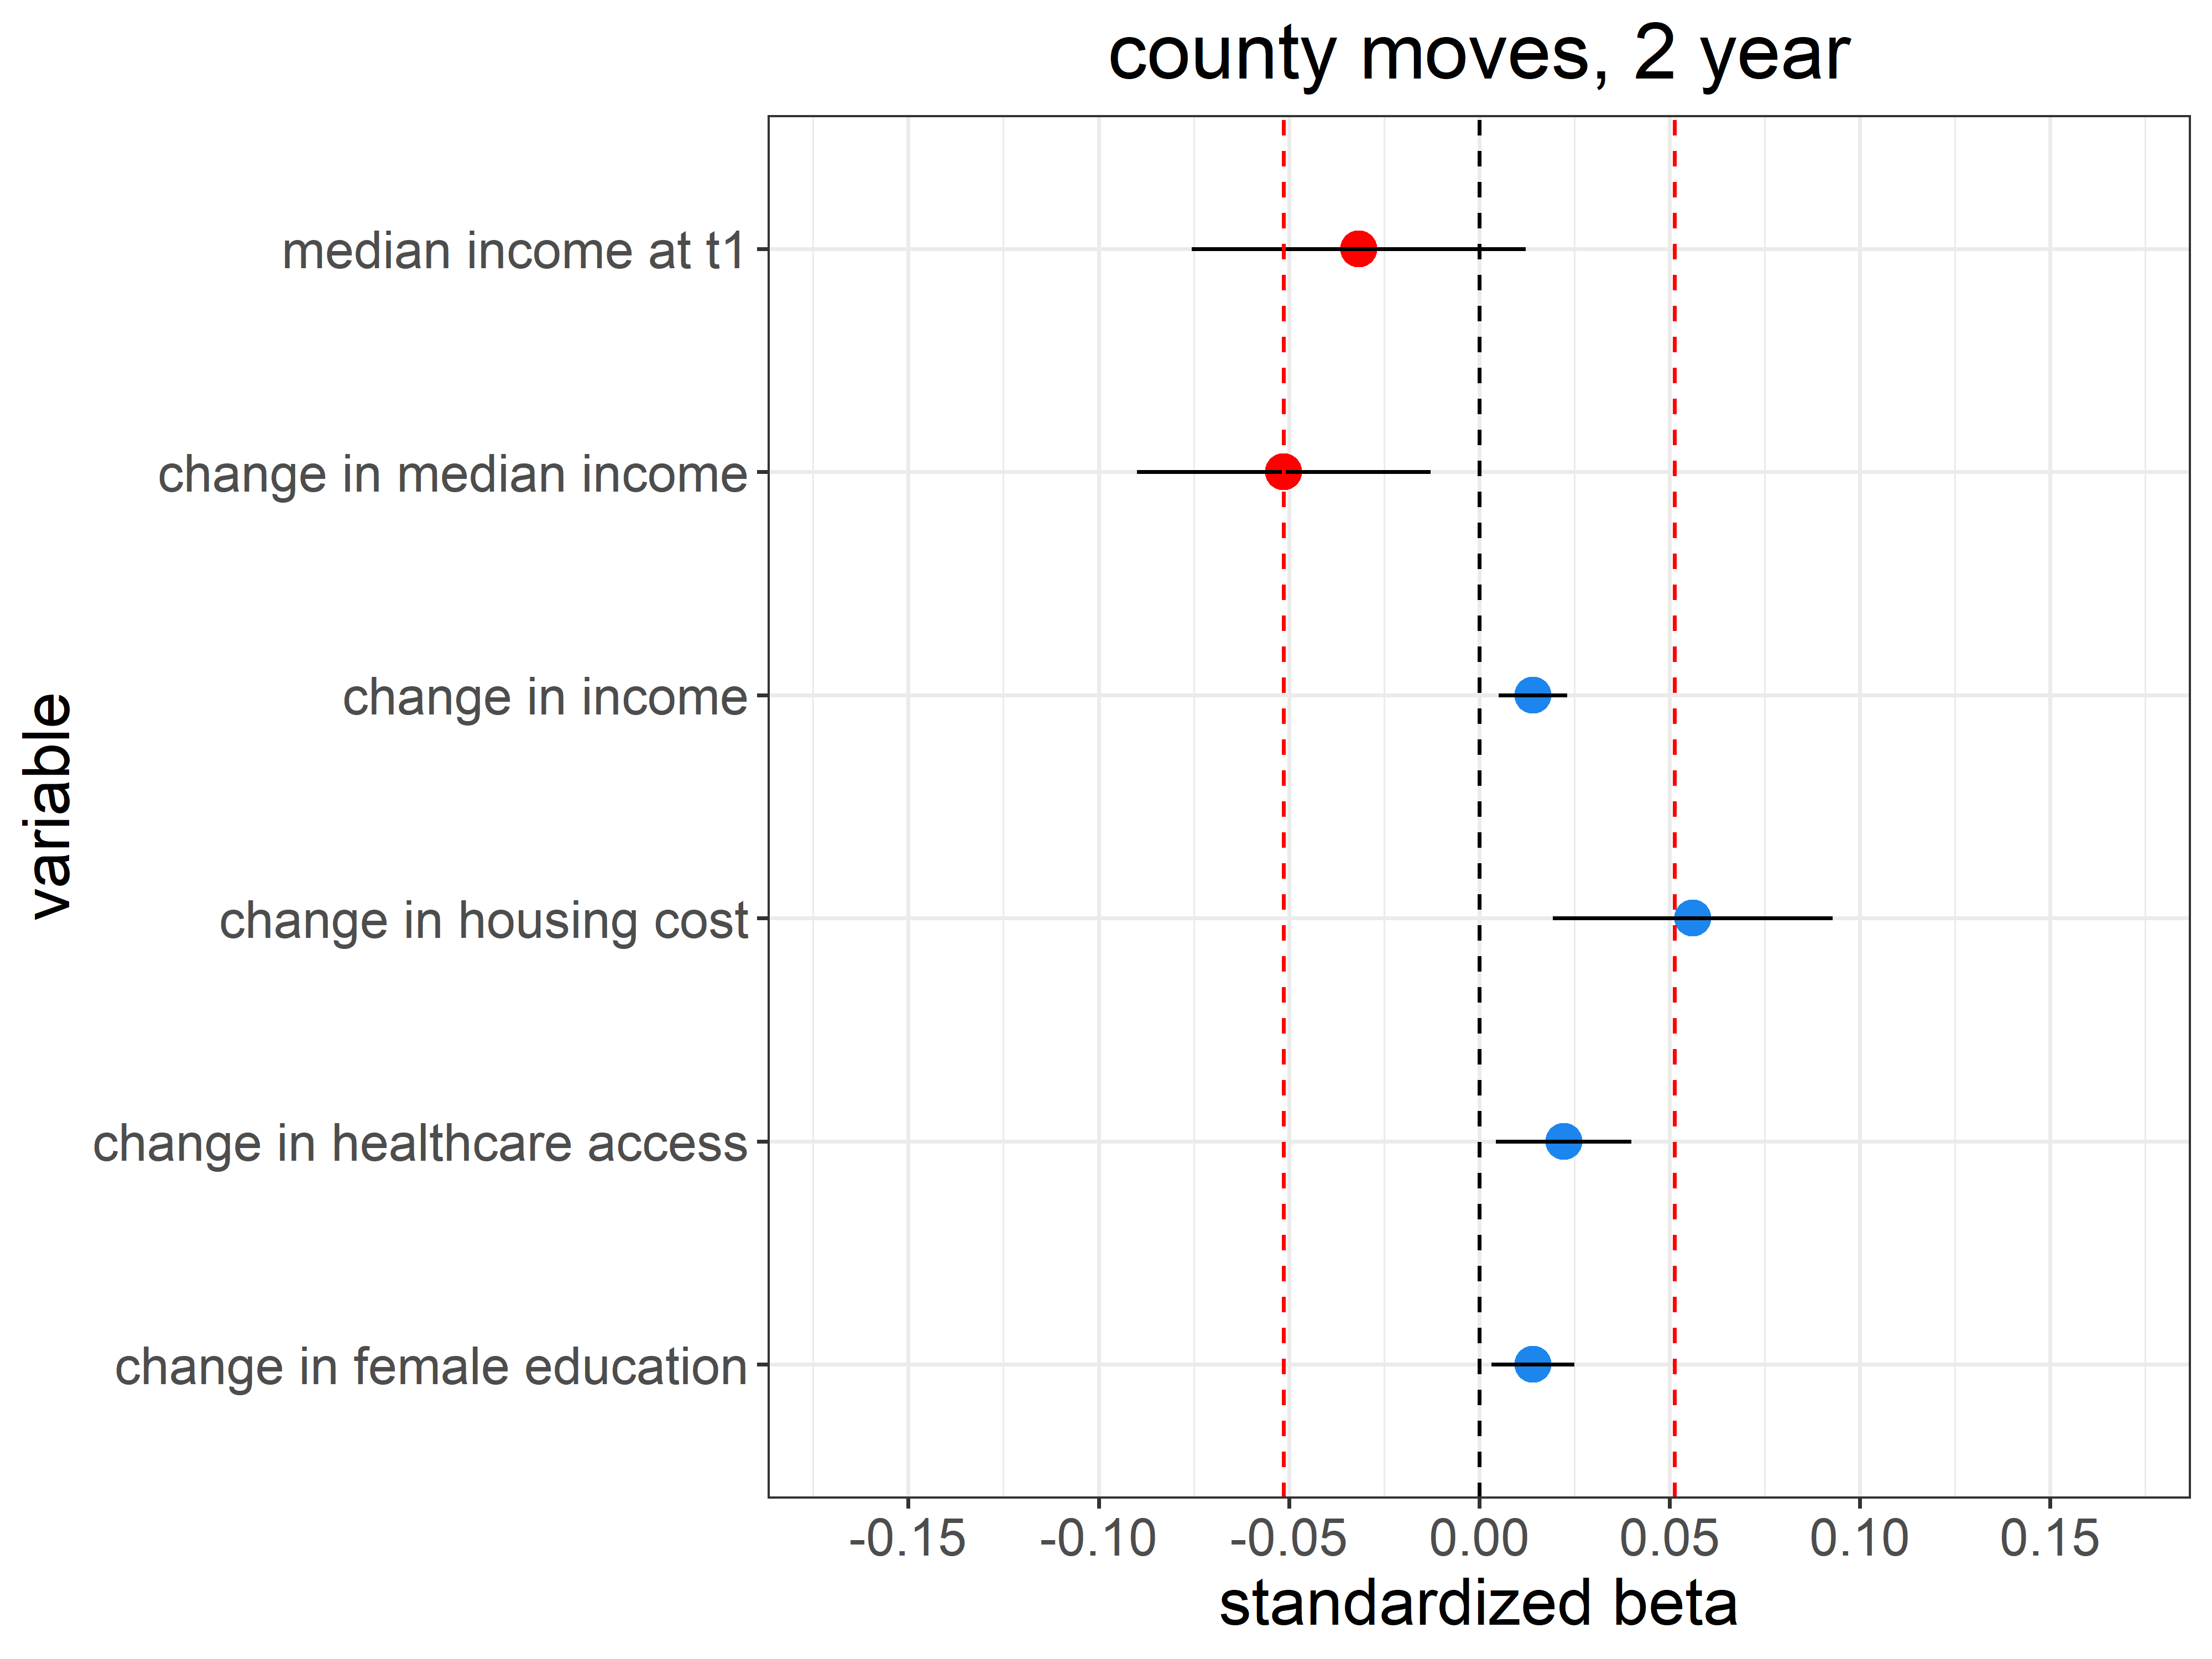 county moves, 2 year
variable
median income at t1
change in median income
change in income
change in housing cost
change in healthcare access
change in female education
-0.15 -0.10 -0.05 0.00 0.05 0.10 0.15
standardized beta